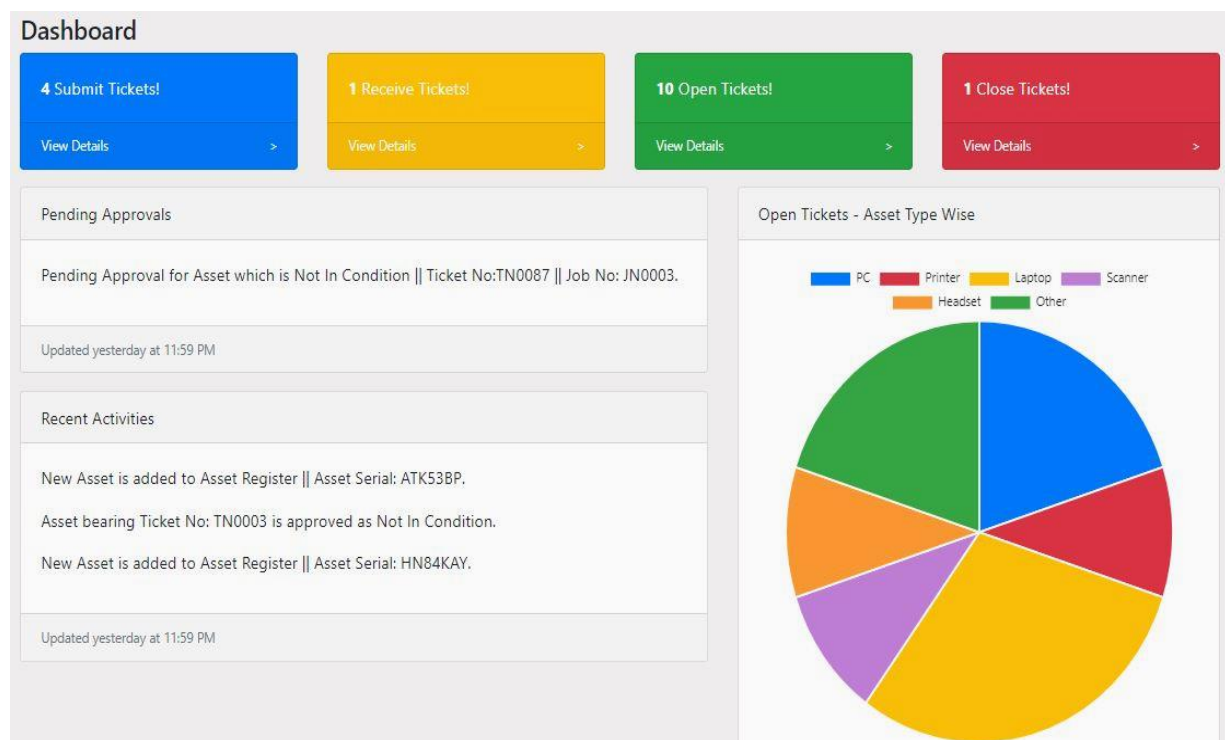 Dashboard
4 Submit Tickets!
View Details >
1 Receive Tickets!
View Details >
10 Open Tickets!
View Details >
1 Close Tickets!
View Details >
Pending Approvals
Pending Approval for Asset which is Not In Condition || Ticket No:TN0087 || Job No: JN0003.
Updated yesterday at 11:59 PM
Recent Activities
New Asset is added to Asset Register || Asset Serial: ATK53BP.
Asset bearing Ticket No: TN0003 is approved as Not In Condition.
New Asset is added to Asset Register || Asset Serial: HN84KAY.
Updated yesterday at 11:59 PM
Open Tickets - Asset Type Wise
PC Printer Laptop Scanner
Headset Other